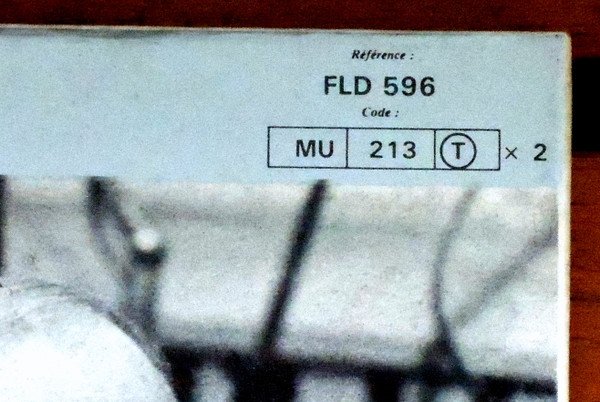 Référence :
FLD 596
Code :
MU 213 T × 2